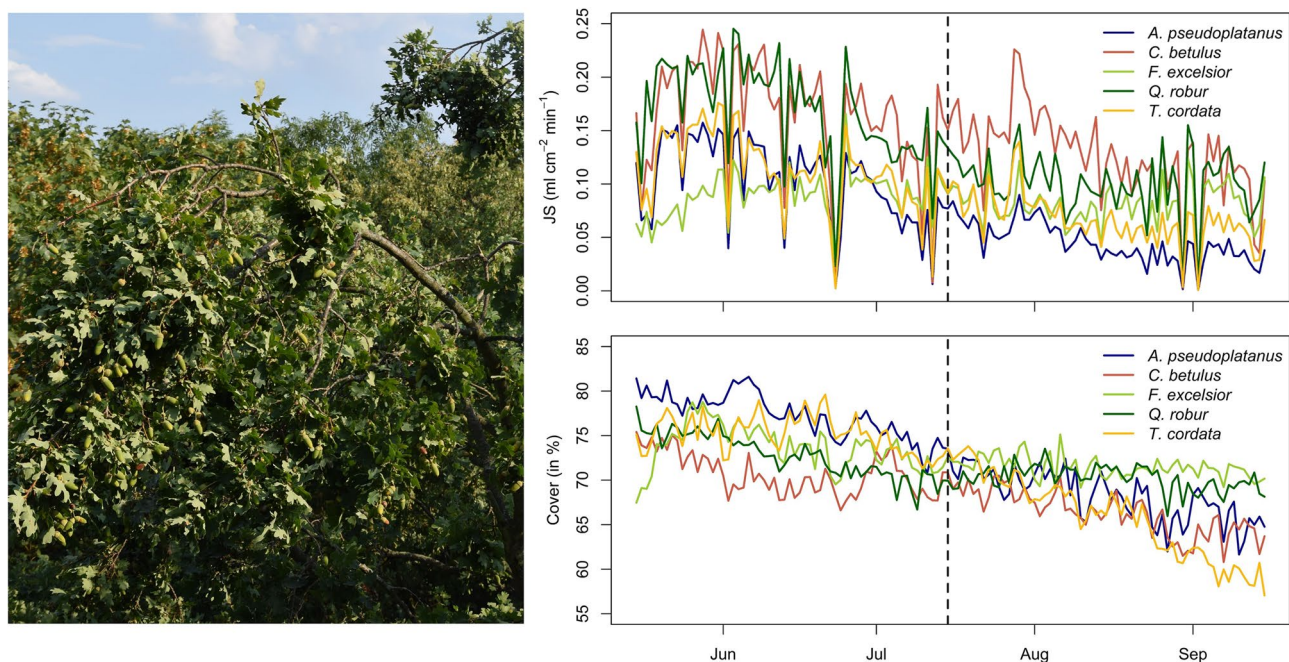 JS (ml cm⁻² min⁻¹)
0.25
0.20
0.15
0.10
0.05
0.00
A. pseudoplatanus
C. betulus
F. excelsior
Q. robur
T. cordata
Cover (in %)
85
80
75
70
65
60
55
A. pseudoplatanus
C. betulus
F. excelsior
Q. robur
T. cordata
Jun Jul Aug Sep